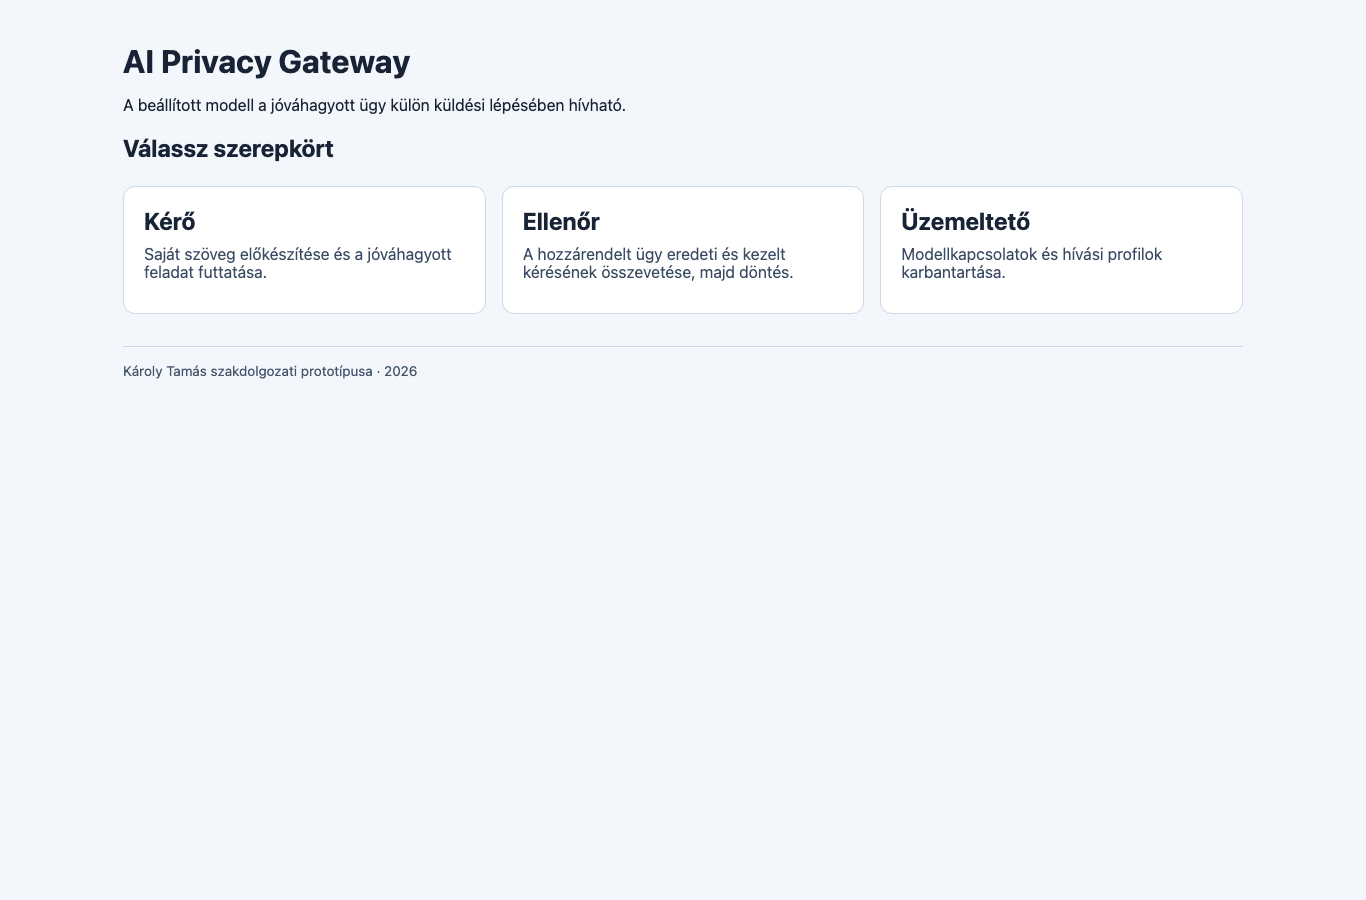 AI Privacy Gateway
A beállított modell a jóváhagyott ügy külön küldési lépésében hívható.
Válassz szerepkört
Kérő
Saját szöveg előkészítése és a jóváhagyott
feladat futtatása.
Ellenőr
A hozzárendelt ügy eredeti és kezelt
kérésének összevetése, majd döntés.
Üzemeltető
Modellkapcsolatok és hívási profilok
karbantartása.
Károly Tamás szakdolgozati prototípusa · 2026